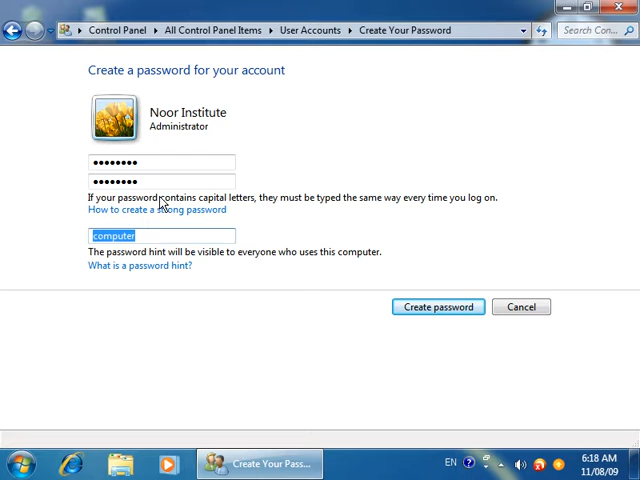 Control Panel ▸ All Control Panel Items ▸ User Accounts ▸ Create Your Password
Search Con...
Create a password for your account
Noor Institute
Administrator
••••••••
••••••••
If your password contains capital letters, they must be typed the same way every time you log on.
How to create a strong password
computer
The password hint will be visible to everyone who uses this computer.
What is a password hint?
Create password
Cancel
Create Your Pass...
EN
6:18 AM
11/08/09